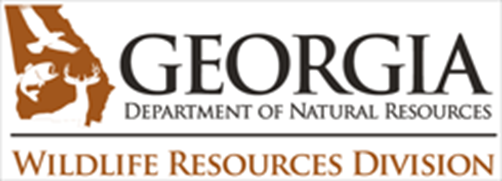 GEORGIA
DEPARTMENT OF NATURAL RESOURCES
WILDLIFE RESOURCES DIVISION